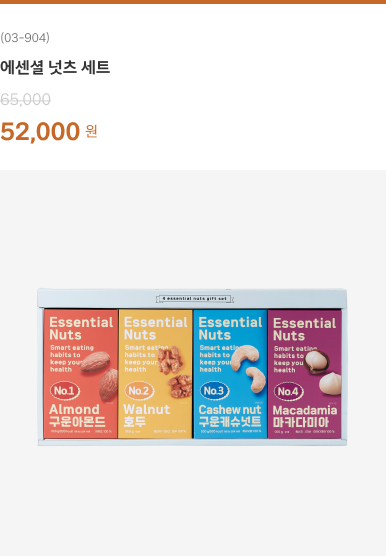 (03-904)
에센셜 넛츠 세트
65,000
52,000 원
4 essential nuts gift set
Essential
Nuts
Smart eating
habits to
keep your
health
No.1
Almond
구운아몬드
Essential
Nuts
Smart eating
habits to
keep your
health
No.2
Walnut
호두
Essential
Nuts
Smart eating
habits to
keep your
health
No.3
Cashew nut
구운캐슈넛트
Essential
Nuts
Smart eating
habits to
keep your
health
No.4
Macadamia
마카다미아